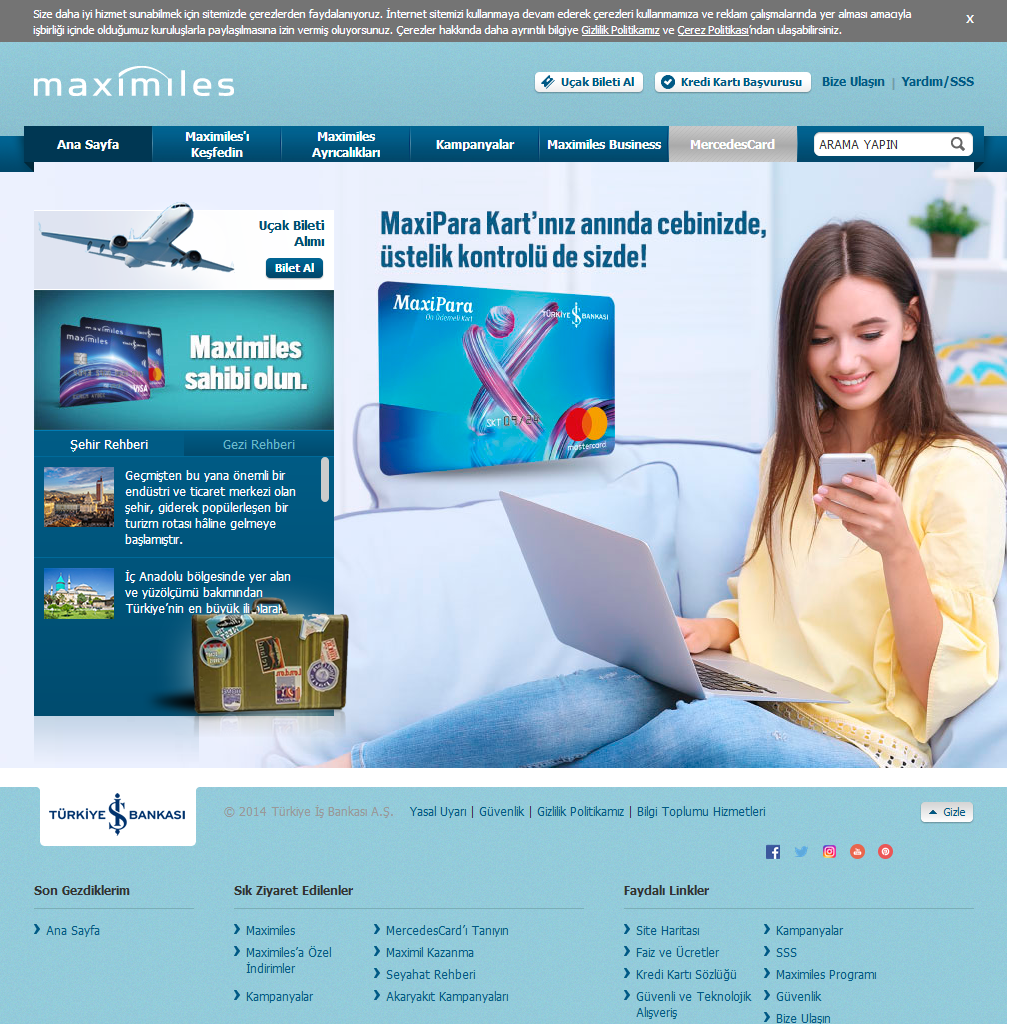 Size daha iyi hizmet sunabilmek için sitemizde çerezlerden faydalanıyoruz. İnternet sitemizi kullanmaya devam ederek çerezleri kullanmamıza ve reklam çalışmalarında yer alması amacıyla
işbirliği içinde olduğumuz kuruluşlarla paylaşılmasına izin vermiş oluyorsunuz. Çerezler hakkında daha ayrıntılı bilgiye Gizlilik Politikamız ve Çerez Politikası'ndan ulaşabilirsiniz.
x
maximiles
Uçak Bileti Al
Kredi Kartı Başvurusu
Bize Ulaşın | Yardım/SSS
Ana Sayfa
Maximiles'ı
Keşfedin
Maximiles
Ayrıcalıkları
Kampanyalar
Maximiles Business
MercedesCard
ARAMA YAPIN
Uçak Bileti
Alımı
Bilet Al
MaxiPara Kart'ınız anında cebinizde,
üstelik kontrolü de sizde!
MaxiPara
Ön Ödemeli Kart
TÜRKİYE İŞ BANKASI
SKT 09/24
mastercard
maximiles
maximiles
VISA
Maximiles
sahibi olun.
Şehir Rehberi
Gezi Rehberi
Geçmişten bu yana önemli bir
endüstri ve ticaret merkezi olan
şehir, giderek popülerleşen bir
turizm rotası hâline gelmeye
başlamıştır.
İç Anadolu bölgesinde yer alan
ve yüzölçümü bakımından
Türkiye'nin en büyük ili olarak
TÜRKİYE İŞ BANKASI
© 2014 Türkiye İş Bankası A.Ş.
Yasal Uyarı | Güvenlik | Gizlilik Politikamız | Bilgi Toplumu Hizmetleri
Gizle
Son Gezdiklerim
Ana Sayfa
Sık Ziyaret Edilenler
Maximiles
Maximiles'a Özel
İndirimler
Kampanyalar
MercedesCard'ı Tanıyın
Maximil Kazanma
Seyahat Rehberi
Akaryakıt Kampanyaları
Faydalı Linkler
Site Haritası
Faiz ve Ücretler
Kredi Kartı Sözlüğü
Güvenli ve Teknolojik
Alışveriş
Kampanyalar
SSS
Maximiles Programı
Güvenlik
Bize Ulaşın